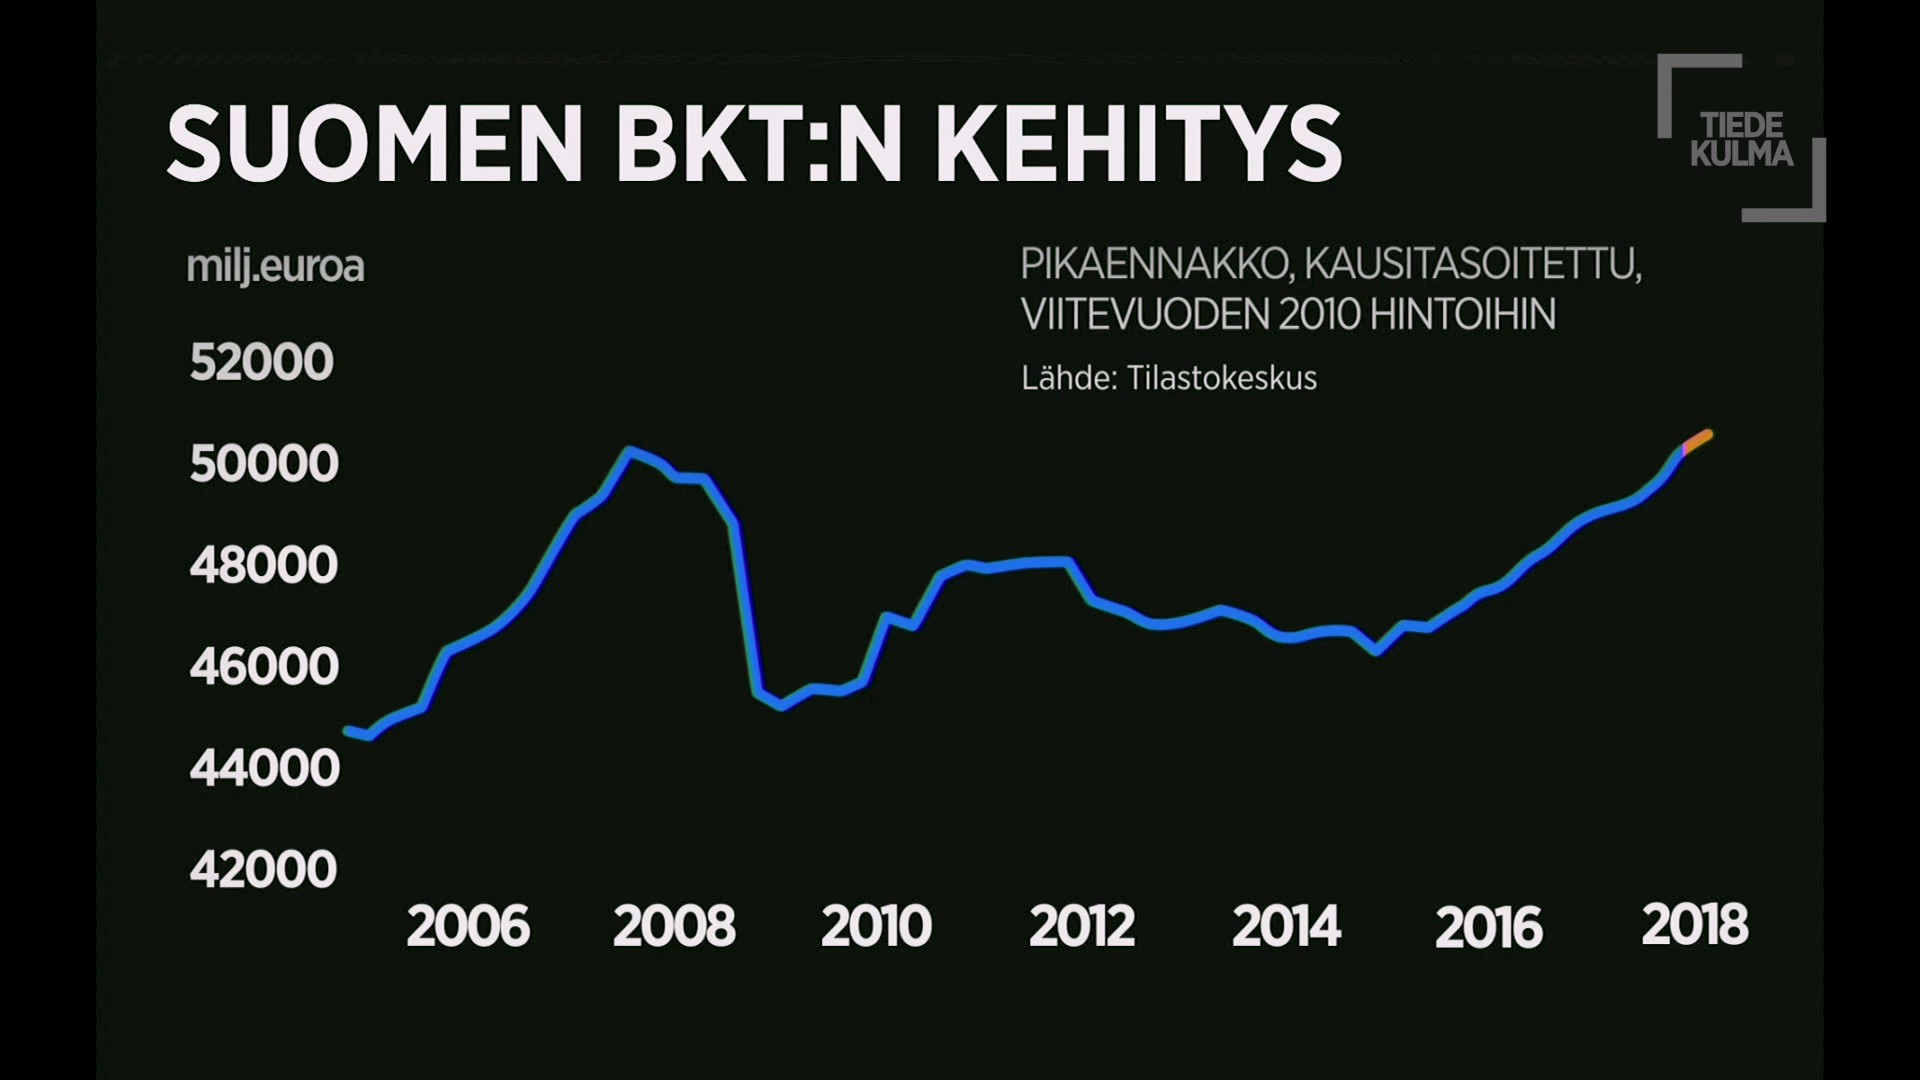 SUOMEN BKT:N KEHITYS
TIEDE
KULMA
milj.euroa
PIKAENNAKKO, KAUSITASOITETTU,
VIITEVUODEN 2010 HINTOIHIN
Lähde: Tilastokeskus
52000
50000
48000
46000
44000
42000
2006 2008 2010 2012 2014 2016 2018